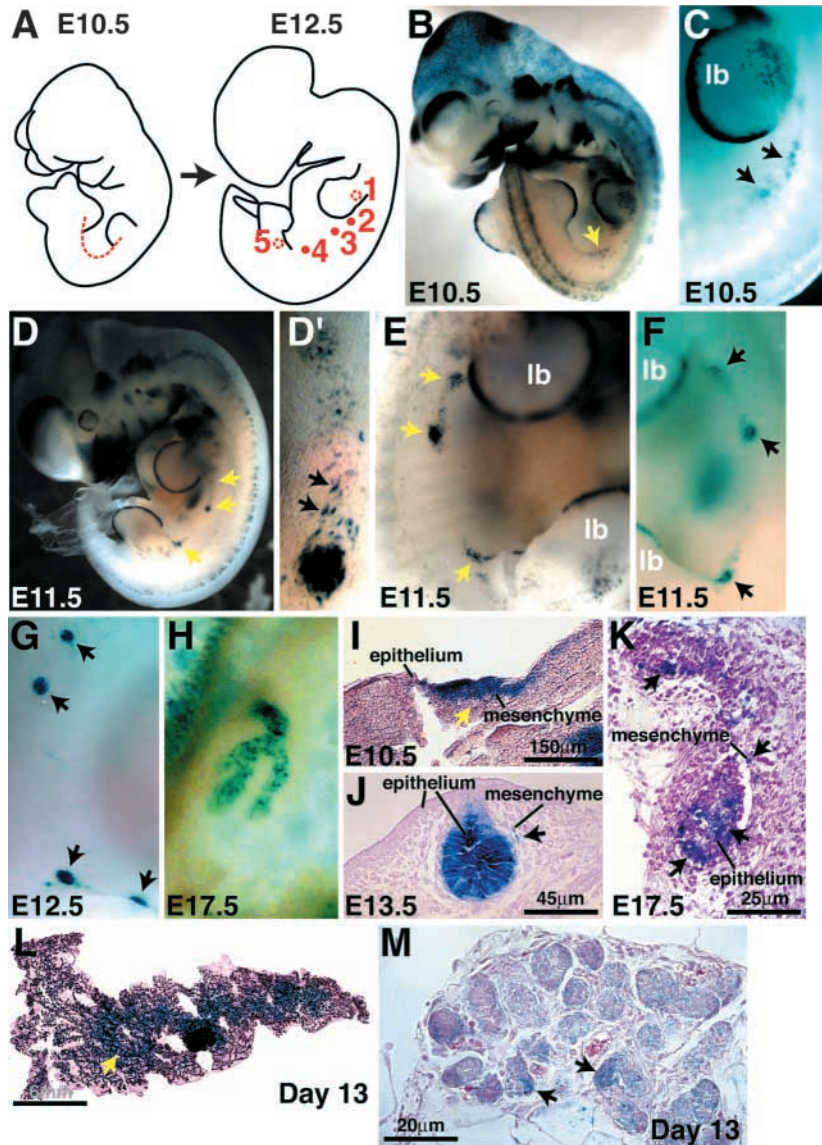 A E10.5 E12.5
1
2
3
4
5
B
E10.5
C
lb
E10.5
D
E11.5
D'
E
lb
lb
E11.5
F
lb
lb
E11.5
G
E12.5
H
E17.5
I
epithelium
mesenchyme
E10.5
150µm
J
epithelium
mesenchyme
E13.5
45µm
K
mesenchyme
epithelium
E17.5
25µm
L
Day 13
M
20µm
Day 13